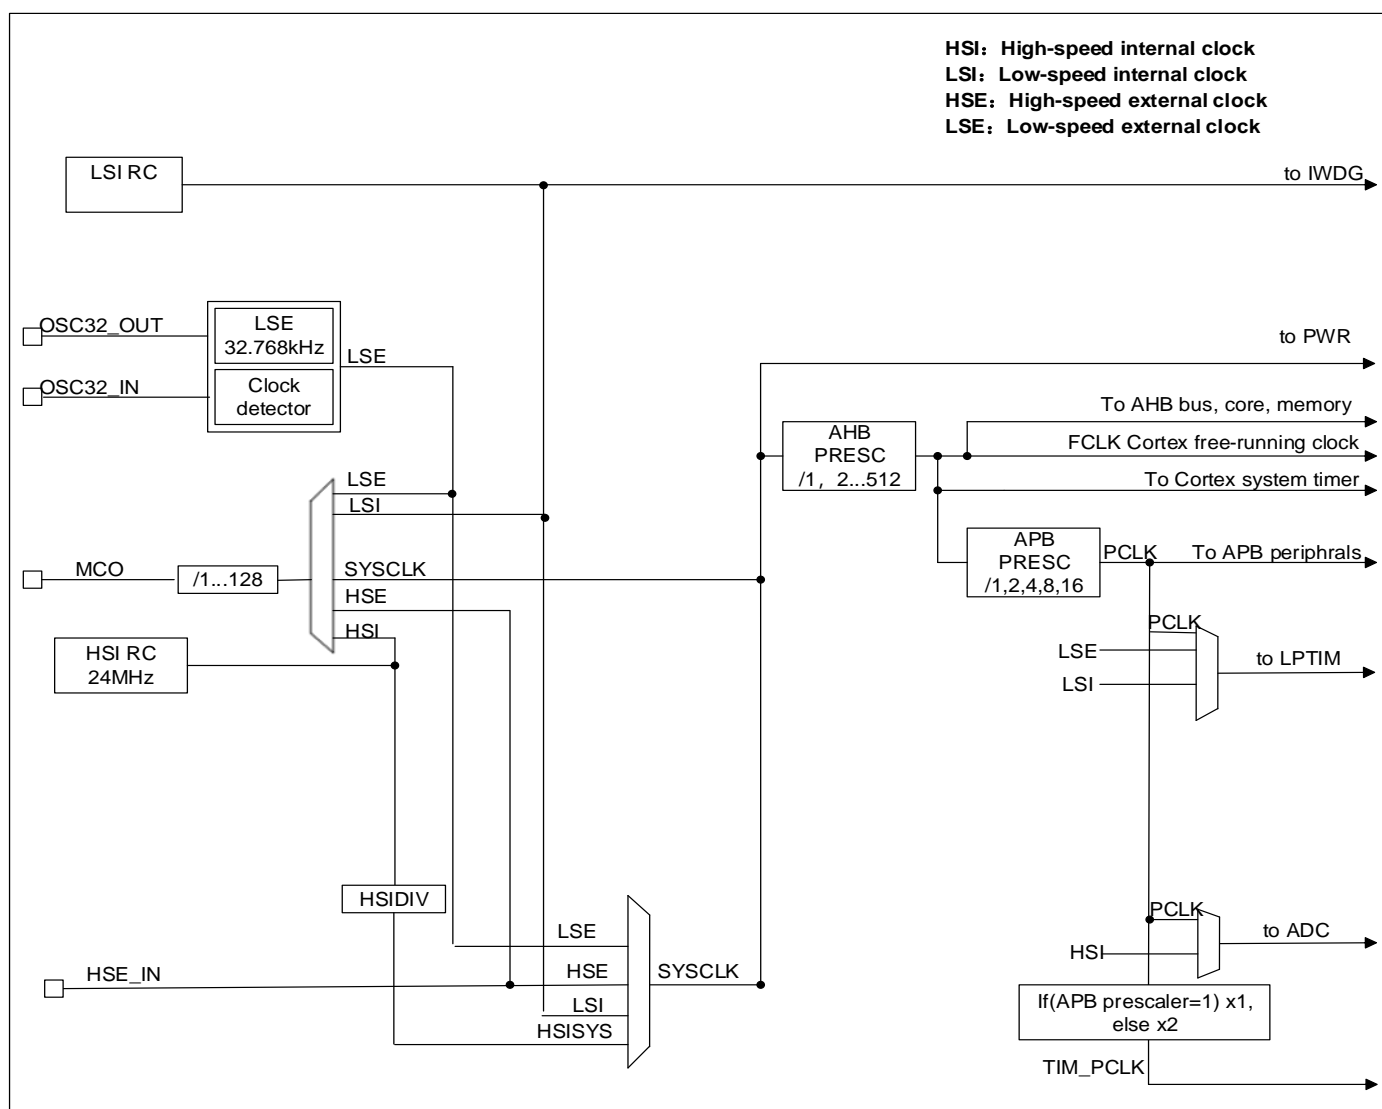 HSI：High-speed internal clock
LSI：Low-speed internal clock
HSE：High-speed external clock
LSE：Low-speed external clock
LSI RC
to IWDG
OSC32_OUT
LSE
32.768kHz
LSE
to PWR
OSC32_IN
Clock
detector
To AHB bus, core, memory
AHB
PRESC
/1，2...512
FCLK Cortex free-running clock
To Cortex system timer
LSE
LSI
MCO
/1...128
SYSCLK
HSE
HSI
APB
PRESC
/1,2,4,8,16
PCLK
To APB periphrals
HSI RC
24MHz
PCLK
LSE
LSI
to LPTIM
HSIDIV
LSE
HSE_IN
HSE
SYSCLK
LSI
HSISYS
PCLK
HSI
to ADC
If(APB prescaler=1) x1,
else x2
TIM_PCLK